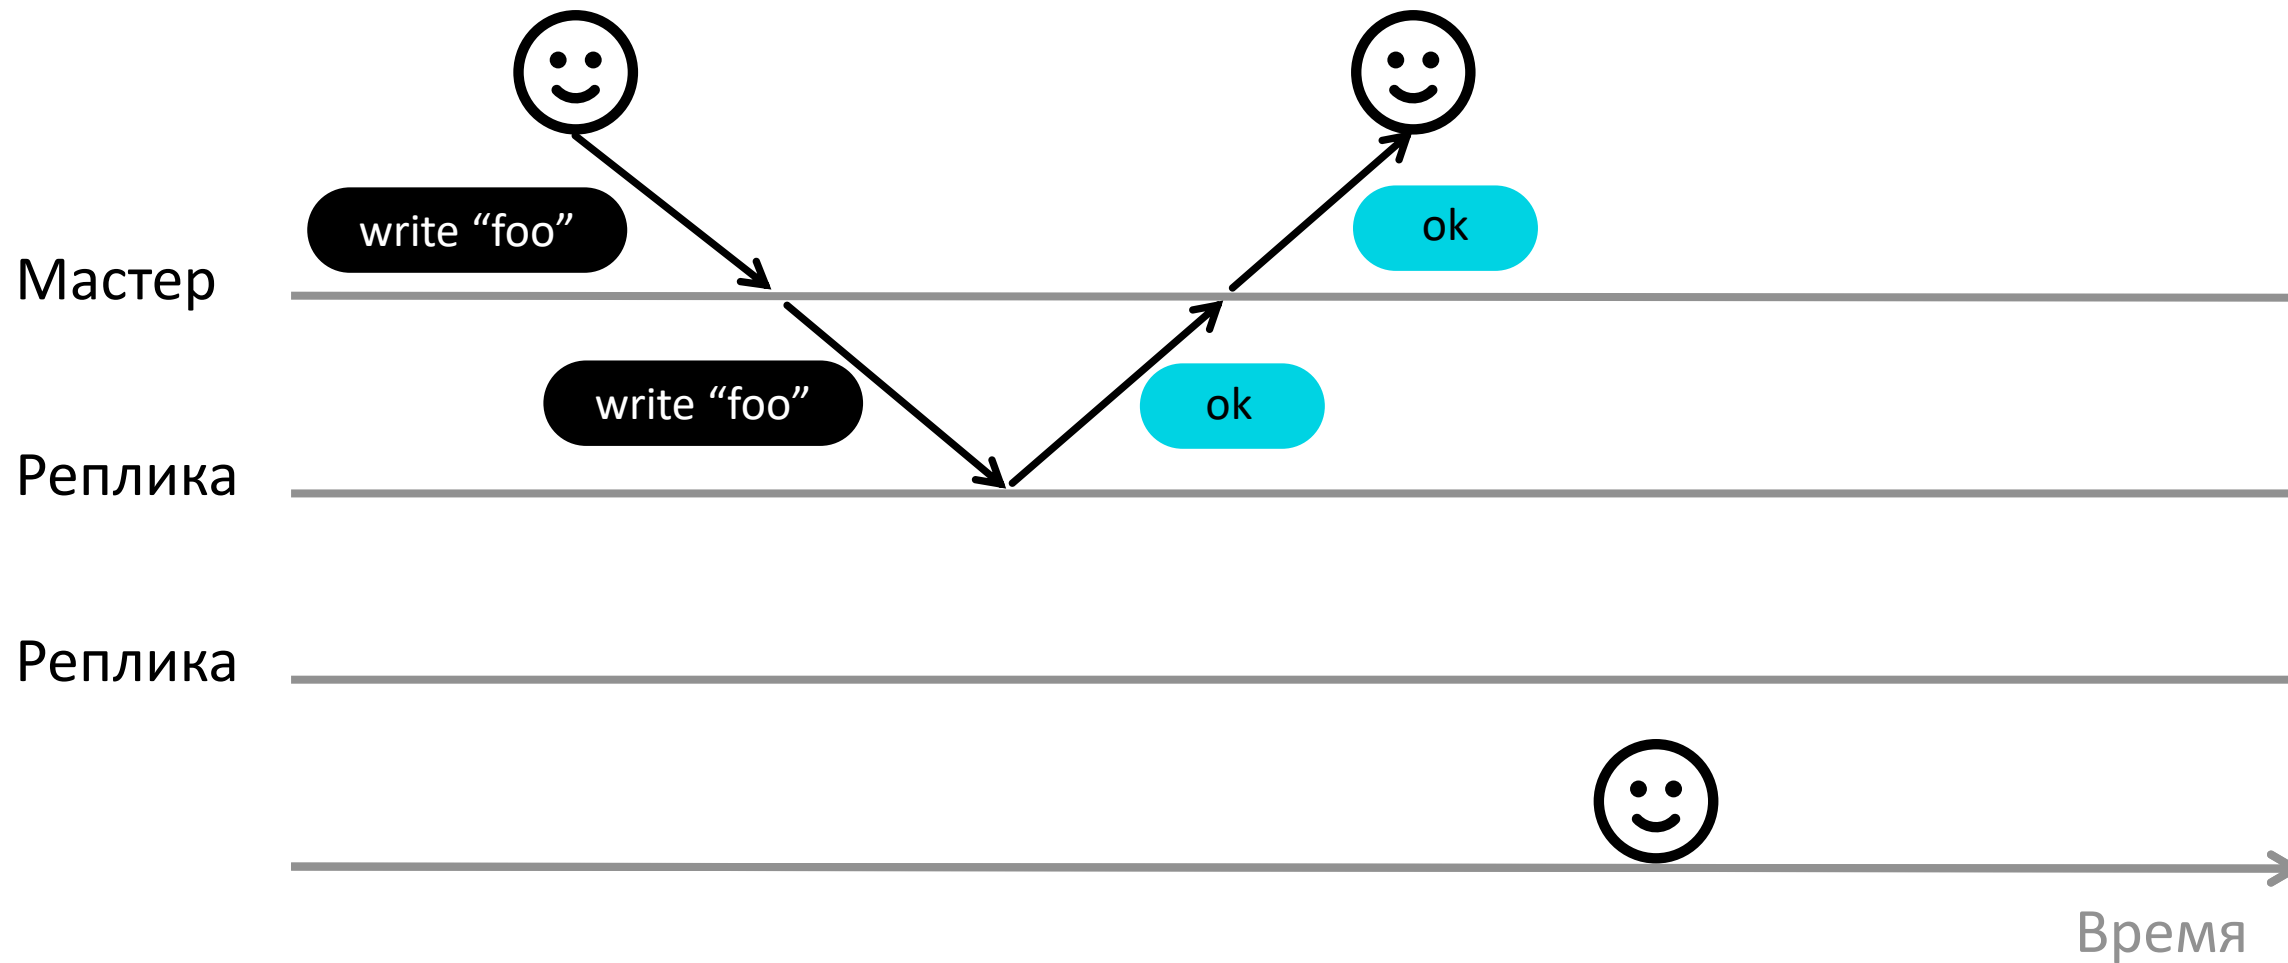 write “foo”
ok
Мастер
write “foo”
ok
Реплика
Реплика
Время